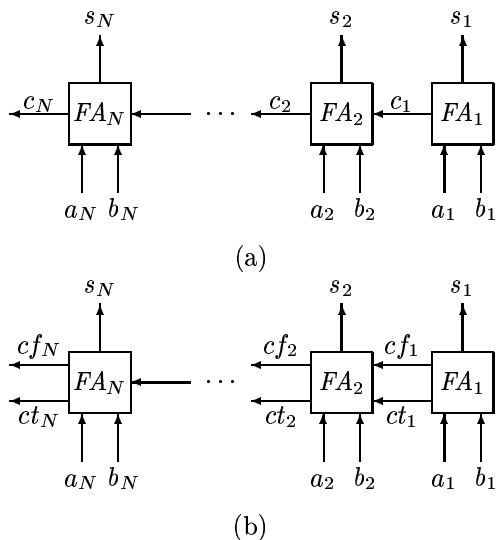 s_N s_2 s_1
c_N FA_N ··· c_2 FA_2 c_1 FA_1
a_N b_N a_2 b_2 a_1 b_1
(a)
s_N s_2 s_1
cf_N cf_2 cf_1
FA_N ··· FA_2 FA_1
ct_N ct_2 ct_1
a_N b_N a_2 b_2 a_1 b_1
(b)